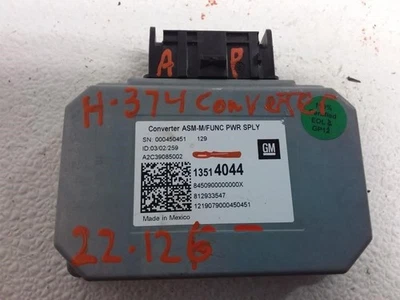 A P
H-374 Converter
Converter ASM-M/FUNC PWR SPLY
SN: 000450451 129
ID:03/02/259
A2C39085002
GM
13514044
8450900000000X
812933547
1219079000450451
Made in Mexico
EOL &
22.126 -